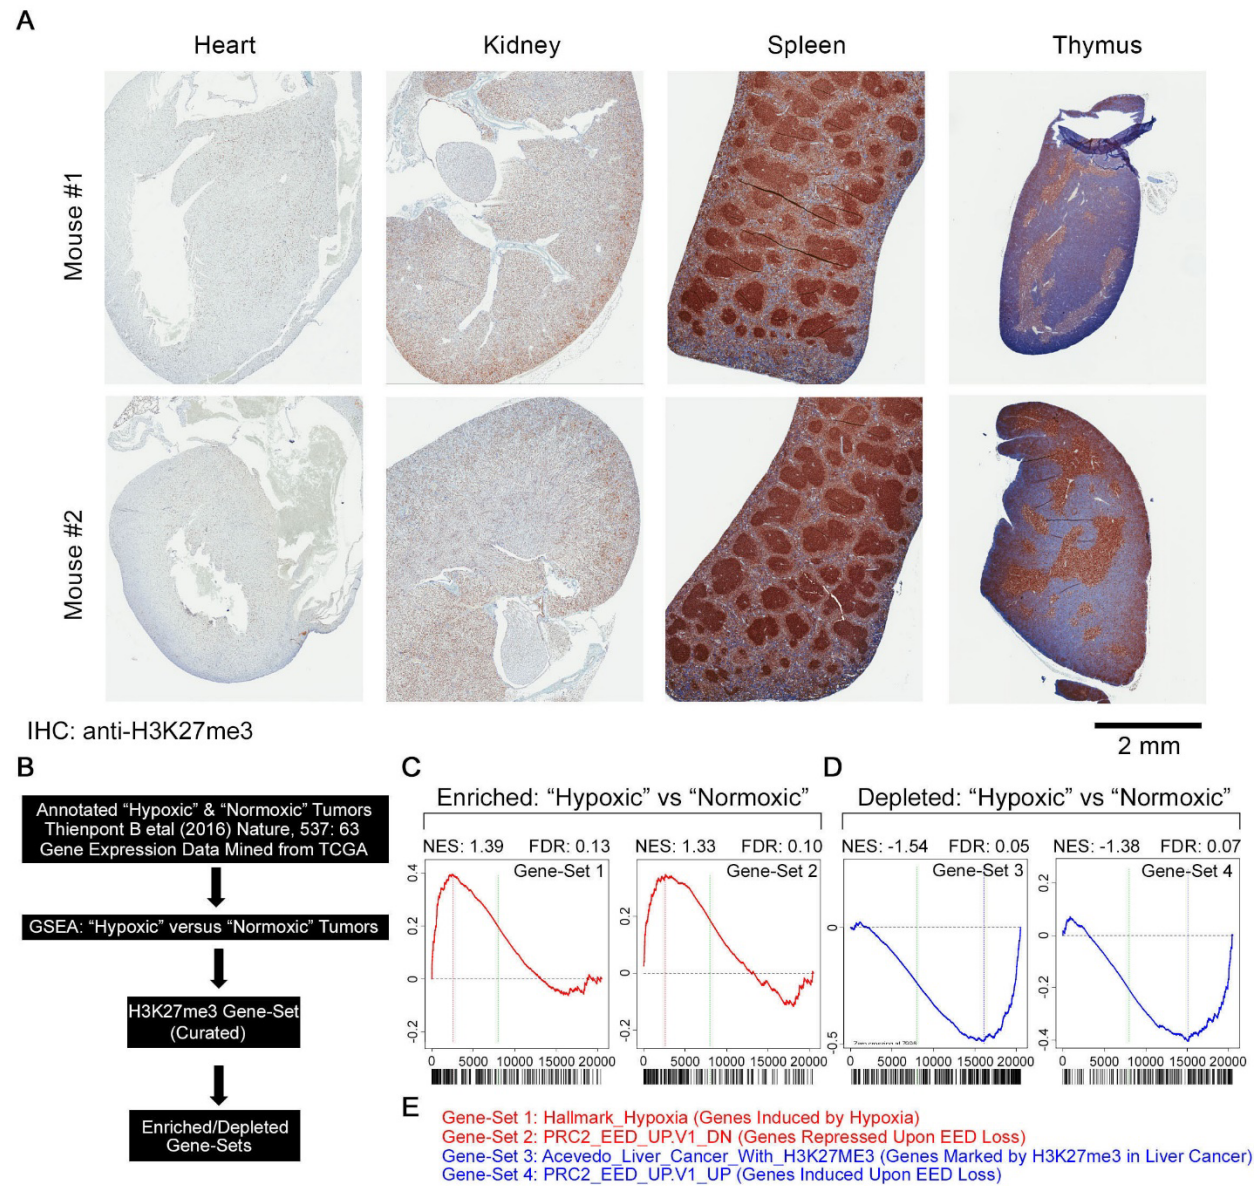 A
Heart Kidney Spleen Thymus
Mouse #1
Mouse #2
IHC: anti-H3K27me3
2 mm
B
Annotated “Hypoxic” & “Normoxic” Tumors
Thienpont B etal (2016) Nature, 537: 63
Gene Expression Data Mined from TCGA
GSEA: “Hypoxic” versus “Normoxic” Tumors
H3K27me3 Gene-Set
(Curated)
Enriched/Depleted
Gene-Sets
C
Enriched: “Hypoxic” vs “Normoxic”
NES: 1.39 FDR: 0.13
Gene-Set 1
0.4
0.2
0
-0.2
0 5000 10000 15000 20000
NES: 1.33 FDR: 0.10
Gene-Set 2
0.2
0
-0.2
0 5000 10000 15000 20000
D
Depleted: “Hypoxic” vs “Normoxic”
NES: -1.54 FDR: 0.05
Gene-Set 3
0
-0.5
Zero crossing at
0 5000 10000 15000 20000
NES: -1.38 FDR: 0.07
Gene-Set 4
0.2
0
-0.2
-0.4
0 5000 10000 15000 20000
E
Gene-Set 1: Hallmark_Hypoxia (Genes Induced by Hypoxia)
Gene-Set 2: PRC2_EED_UP.V1_DN (Genes Repressed Upon EED Loss)
Gene-Set 3: Acevedo_Liver_Cancer_With_H3K27ME3 (Genes Marked by H3K27me3 in Liver Cancer)
Gene-Set 4: PRC2_EED_UP.V1_UP (Genes Induced Upon EED Loss)